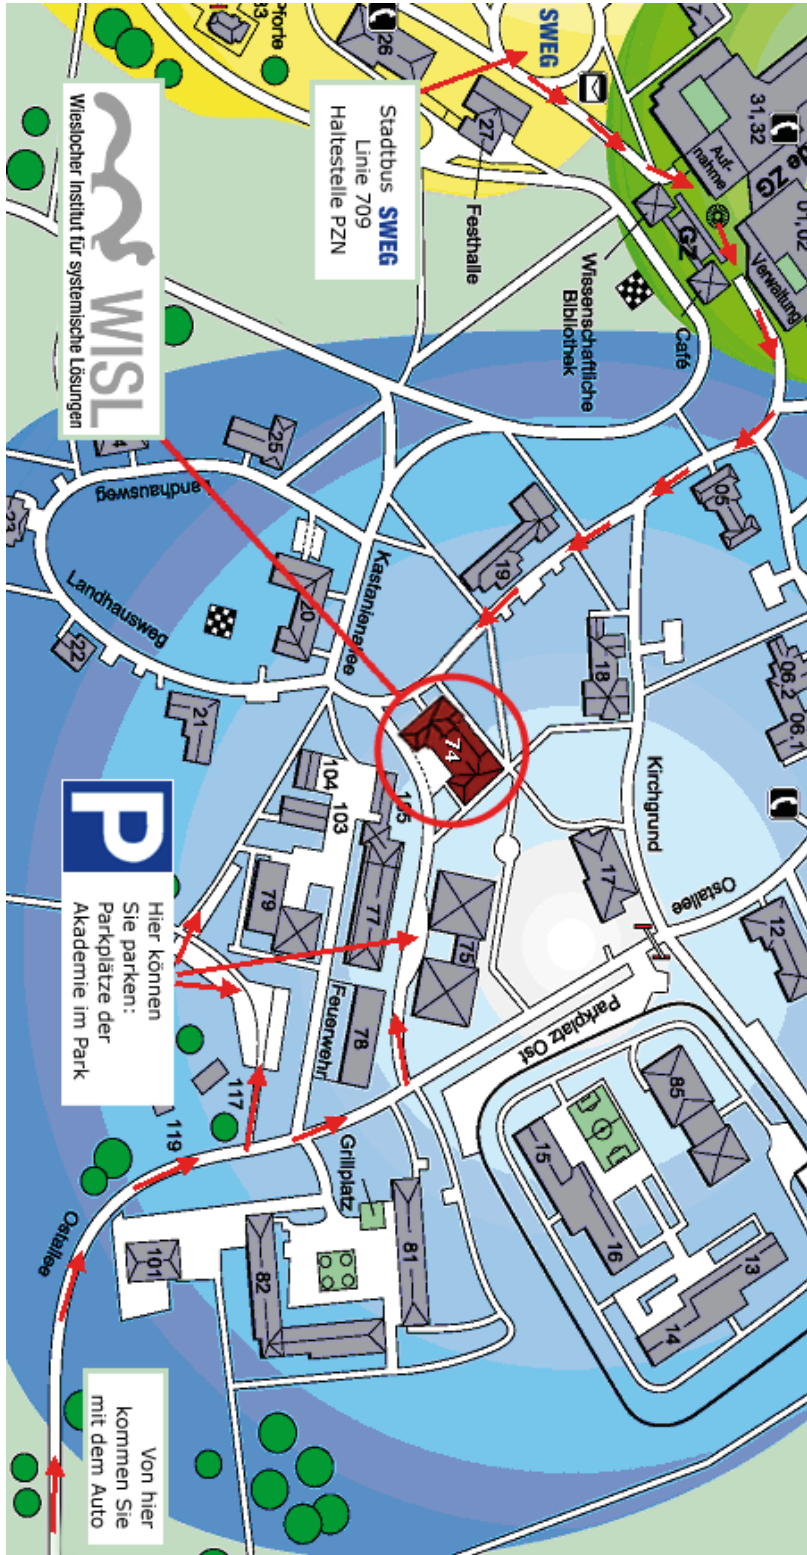 31, 32
Auf-
nahme
ge ZG
01, 02
Verwaltung
GZ
Café
Wissenschaftliche
Bibliothek
SWEG
26
27
Festhalle
Pforte
Stadtbus SWEG
Linie 709
Haltestelle PZN
WISL
Wieslocher Institut für systemische Lösungen
05
06.2
06.1
19
18
Kirchgrund
17
Ostallee
12
25
Landhausweg
Kastanienallee
20
Landhausweg
23
22
21
74
104
103
105
79
77
75
78
Feuerwehr
Parkplatz Ost
85
15
16
13
14
P
Hier können
Sie parken:
Parkplätze der
Akademie im Park
117
119
Grillplatz
81
82
101
Ostallee
Von hier
kommen Sie
mit dem Auto